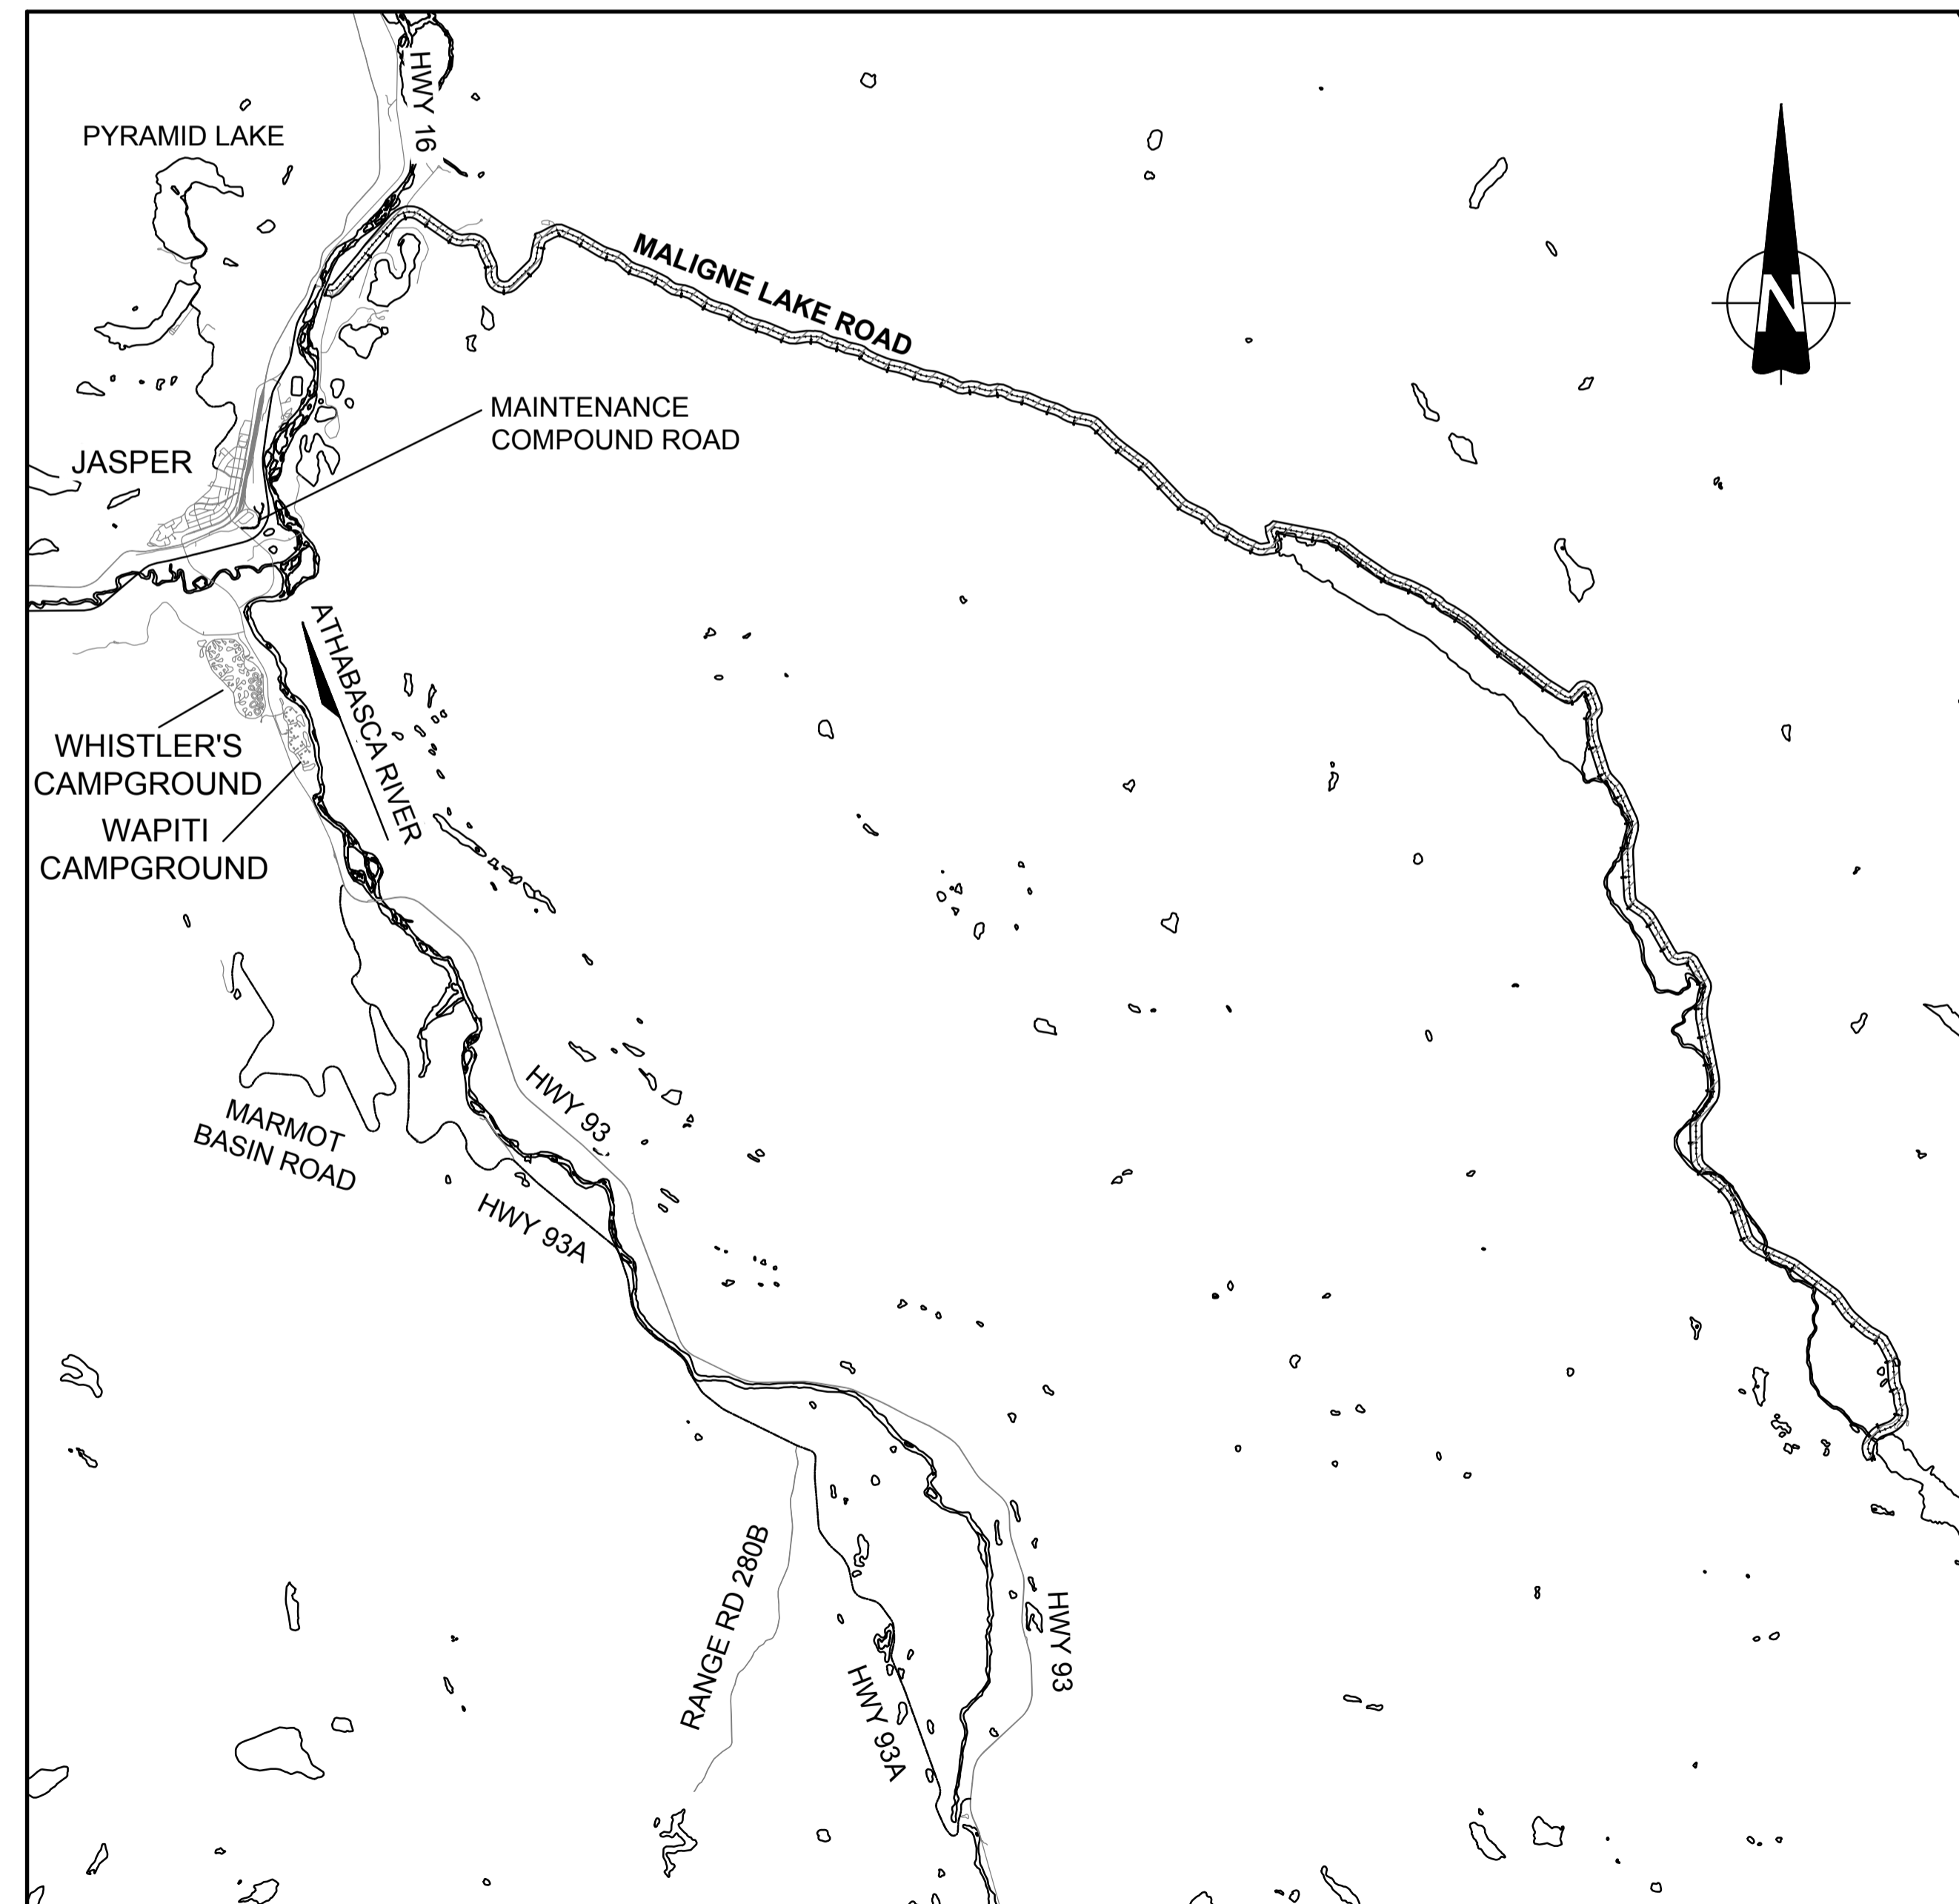 HWY 16
PYRAMID LAKE
MALIGNE LAKE ROAD
N
MAINTENANCE
COMPOUND ROAD
JASPER
ATHABASCA RIVER
WHISTLER'S
CAMPGROUND
WAPITI
CAMPGROUND
HWY 93
MARMOT
BASIN ROAD
HWY 93A
RANGE RD 280B
HWY 93
HWY 93A